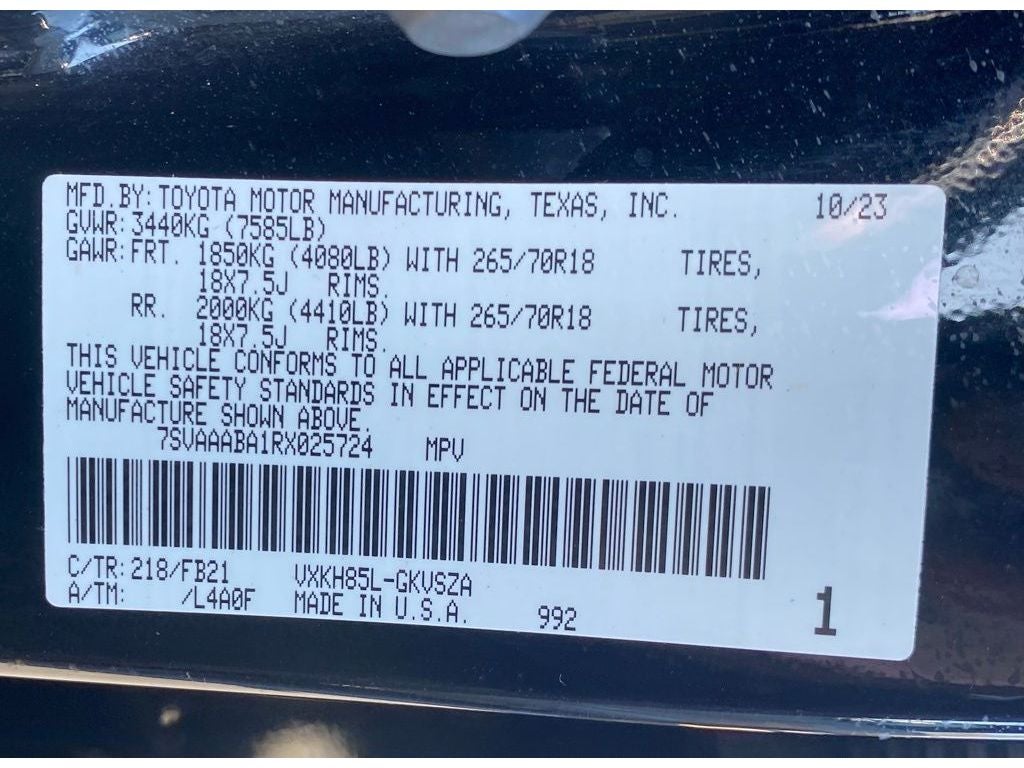 MFD.BY: TOYOTA MOTOR MANUFACTURING, TEXAS, INC. 10/23
GVWR: 3440KG (7585LB)
GAWR: FRT. 1850KG (4080LB) WITH 265/70R18 TIRES,
18X7.5J RIMS.
RR. 2000KG (4410LB) WITH 265/70R18 TIRES,
18X7.5J RIMS.
THIS VEHICLE CONFORMS TO ALL APPLICABLE FEDERAL MOTOR
VEHICLE SAFETY STANDARDS IN EFFECT ON THE DATE OF
MANUFACTURE SHOWN ABOVE.
7SVAAABA1RX025724 MPV
C/TR: 218/FB21 VXKH85L-GKVSZA
A/TM: /L4A0F MADE IN U.S.A. 992 1